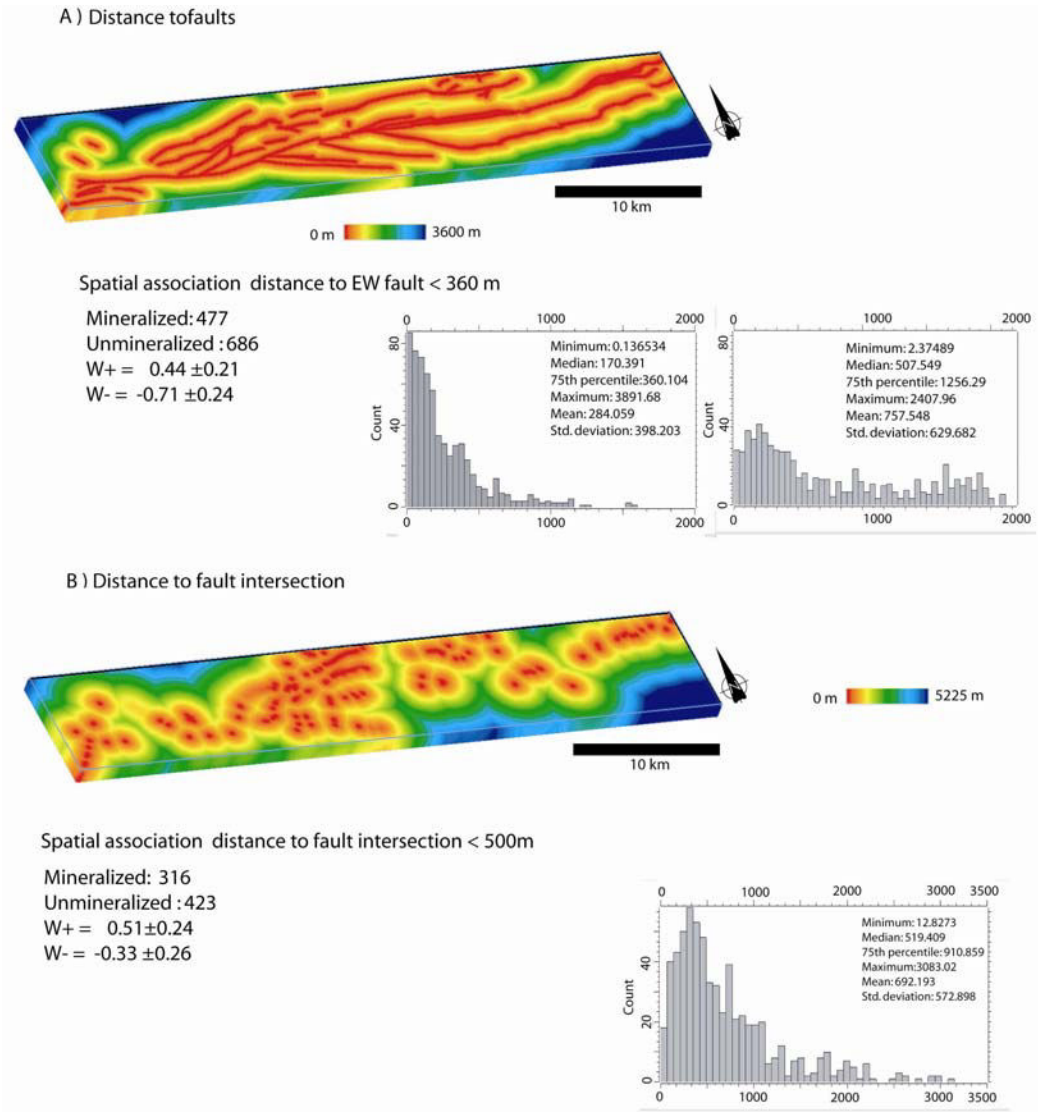 A ) Distance tofaults
10 km
0 m 3600 m
Spatial association distance to EW fault < 360 m
Mineralized: 477
Unmineralized : 686
W+ = 0.44 ±0.21
W- = -0.71 ±0.24
0 1000 2000
80
40
0
Count
Minimum: 0.136534
Median: 170.391
75th percentile: 360.104
Maximum: 3891.68
Mean: 284.059
Std. deviation: 398.203
0 1000 2000
0 1000 2000
80
40
0
Count
Minimum: 2.37489
Median: 507.549
75th percentile: 1256.29
Maximum: 2407.96
Mean: 757.548
Std. deviation: 629.682
0 1000 2000
B ) Distance to fault intersection
0 m 5225 m
10 km
Spatial association distance to fault intersection < 500m
Mineralized: 316
Unmineralized : 423
W+ = 0.51±0.24
W- = -0.33 ±0.26
0 1000 2000 3000 3500
40
20
0
Count
Minimum: 12.8273
Median: 519.409
75th percentile: 910.859
Maximum: 3083.02
Mean: 692.193
Std. deviation: 572.898
0 1000 2000 3000 3500